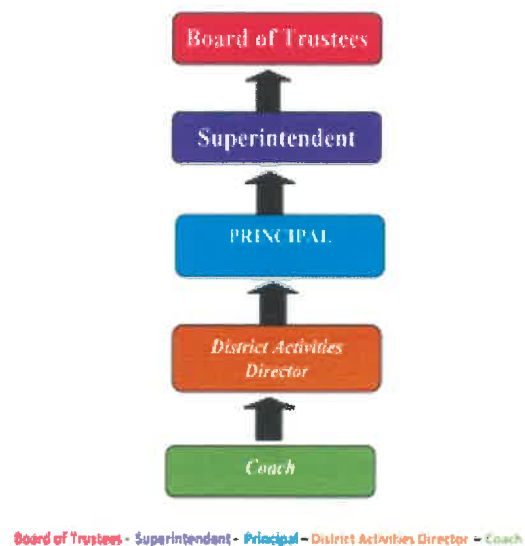 Board of Trustees
Superintendent
PRINCIPAL
District Activities
Director
Coach
Board of Trustees - Superintendent - Principal - District Activities Director - Coach